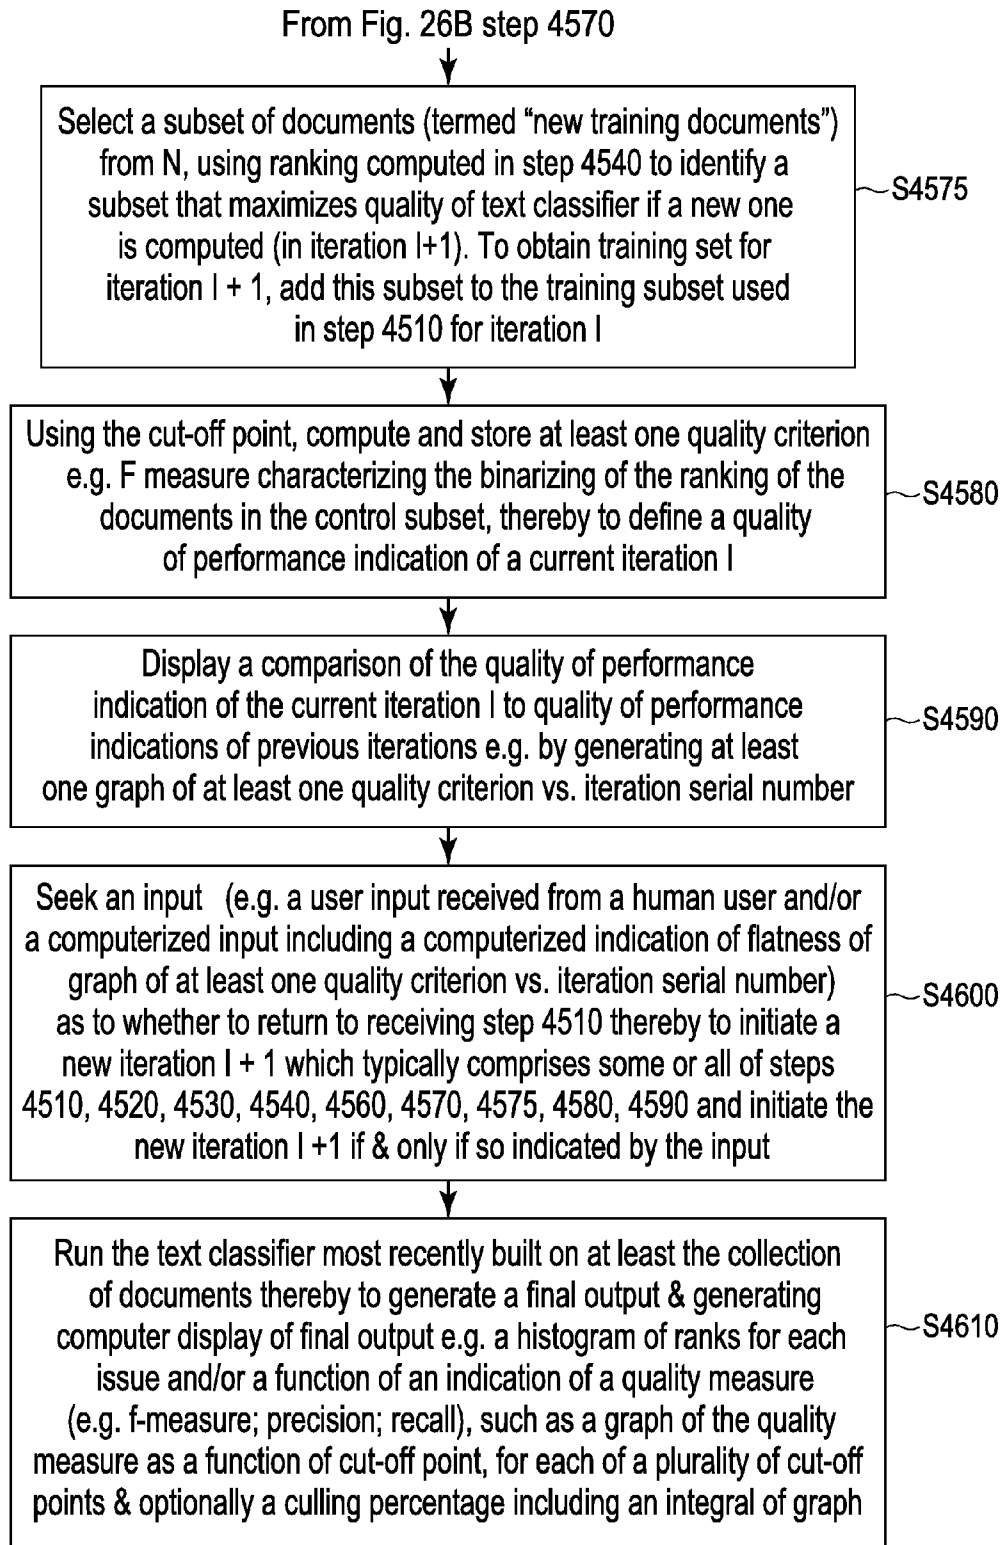 From Fig. 26B step 4570
Select a subset of documents (termed “new training documents”)
from N, using ranking computed in step 4540 to identify a
subset that maximizes quality of text classifier if a new one
is computed (in iteration I+1). To obtain training set for
iteration I + 1, add this subset to the training subset used
in step 4510 for iteration I
S4575
Using the cut-off point, compute and store at least one quality criterion
e.g. F measure characterizing the binarizing of the ranking of the
documents in the control subset, thereby to define a quality
of performance indication of a current iteration I
S4580
Display a comparison of the quality of performance
indication of the current iteration I to quality of performance
indications of previous iterations e.g. by generating at least
one graph of at least one quality criterion vs. iteration serial number
S4590
Seek an input (e.g. a user input received from a human user and/or
a computerized input including a computerized indication of flatness of
graph of at least one quality criterion vs. iteration serial number)
as to whether to return to receiving step 4510 thereby to initiate a
new iteration I + 1 which typically comprises some or all of steps
4510, 4520, 4530, 4540, 4560, 4570, 4575, 4580, 4590 and initiate the
new iteration I +1 if & only if so indicated by the input
S4600
Run the text classifier most recently built on at least the collection
of documents thereby to generate a final output & generating
computer display of final output e.g. a histogram of ranks for each
issue and/or a function of an indication of a quality measure
(e.g. f-measure; precision; recall), such as a graph of the quality
measure as a function of cut-off point, for each of a plurality of cut-off
points & optionally a culling percentage including an integral of graph
S4610